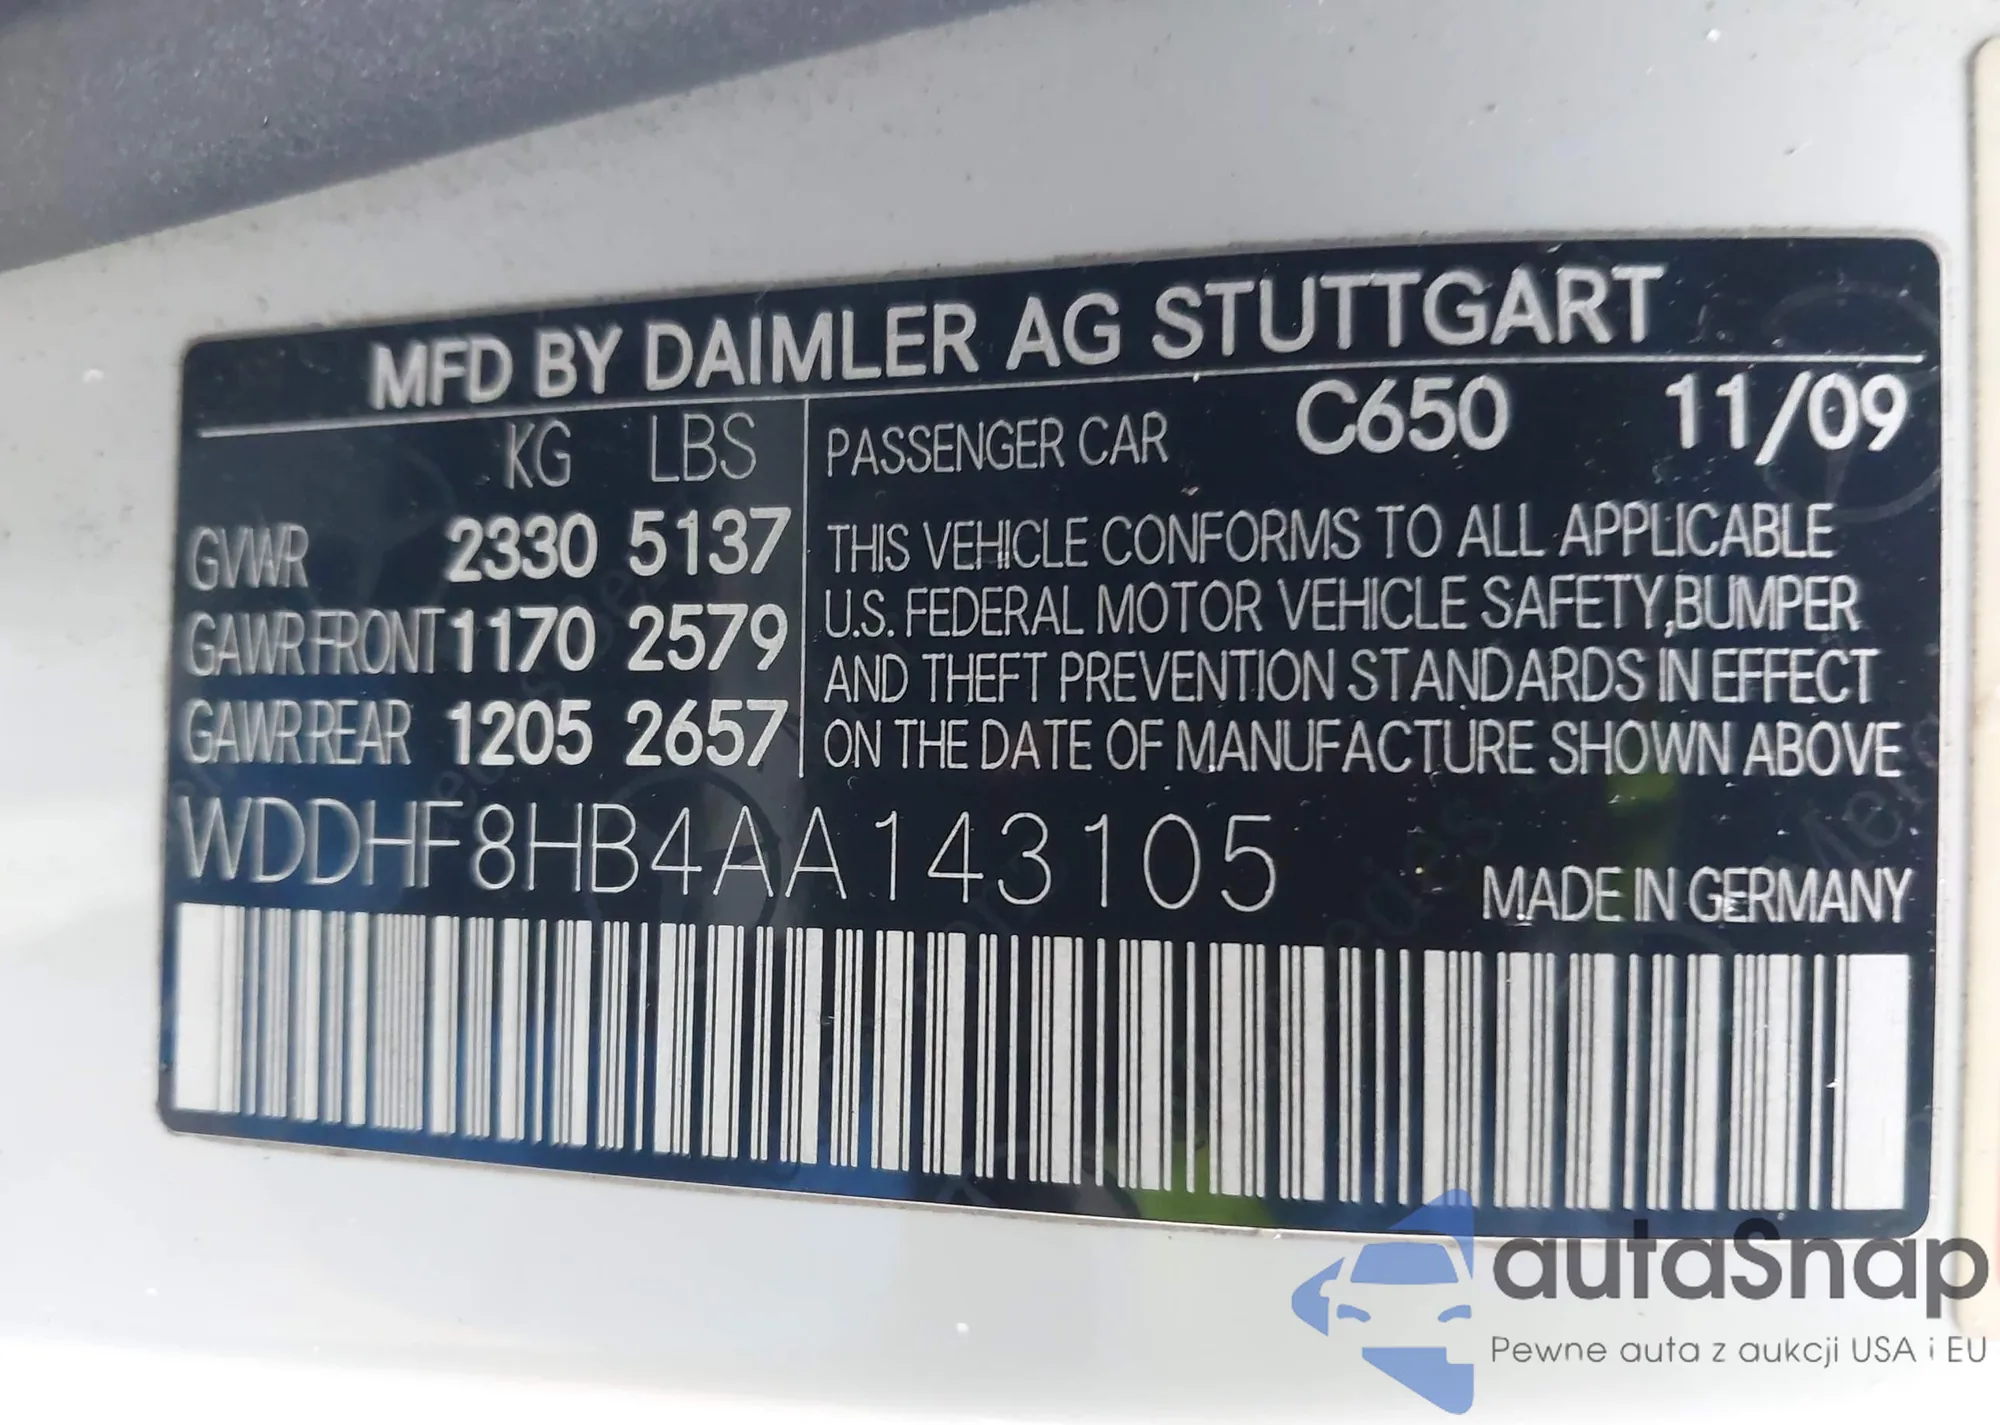 MFD BY DAIMLER AG STUTTGART
KG LBS
GVWR 2330 5137
GAWR FRONT 1170 2579
GAWR REAR 1205 2657
PASSENGER CAR C650 11/09
THIS VEHICLE CONFORMS TO ALL APPLICABLE
U.S. FEDERAL MOTOR VEHICLE SAFETY, BUMPER
AND THEFT PREVENTION STANDARDS IN EFFECT
ON THE DATE OF MANUFACTURE SHOWN ABOVE
WDDHF8HB4AA143105
MADE IN GERMANY
autaSnap
Pewne auta z aukcji USA i EU